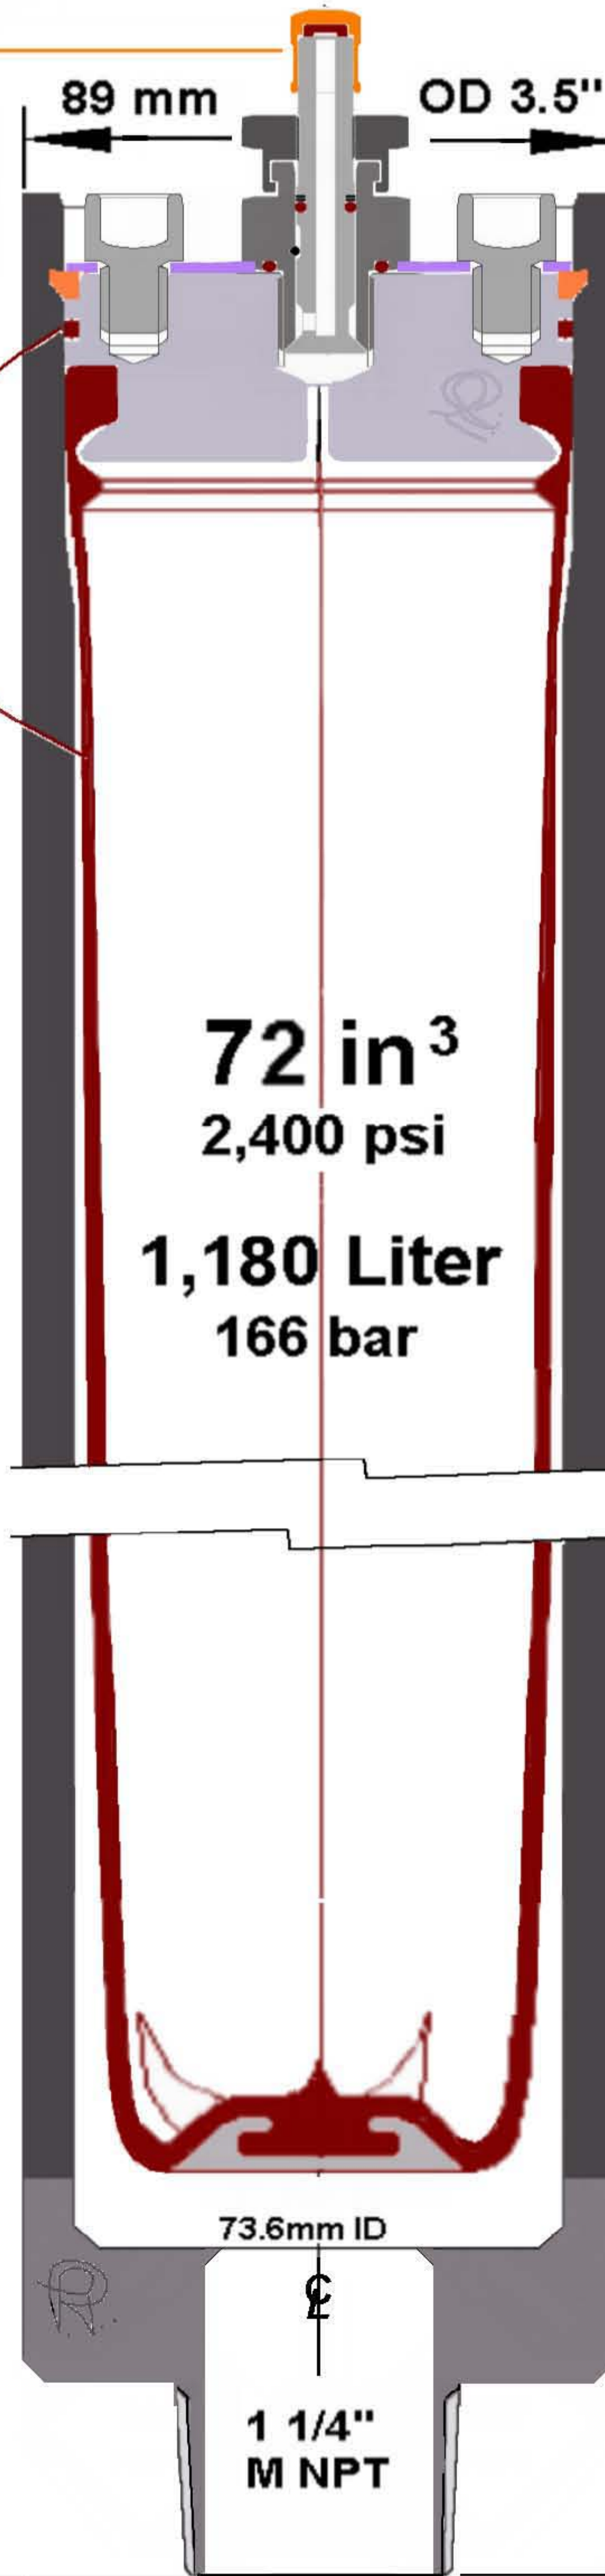 89 mm OD 3.5"
72 in³
2,400 psi
1,180 Liter
166 bar
73.6mm ID
1 1/4"
M NPT